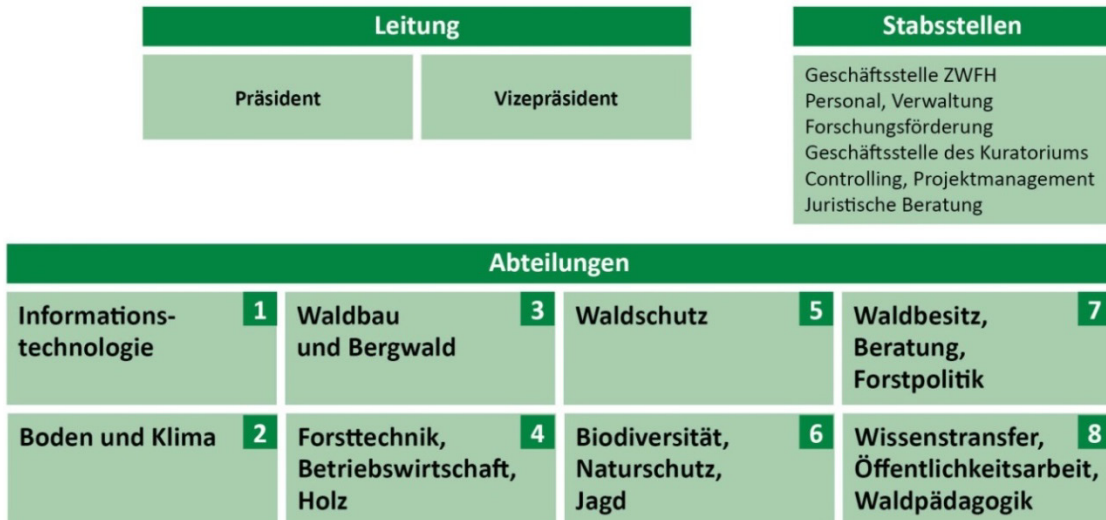 Leitung
Präsident
Vizepräsident
Stabsstellen
Geschäftsstelle ZWFH
Personal, Verwaltung
Forschungsförderung
Geschäftsstelle des Kuratoriums
Controlling, Projektmanagement
Juristische Beratung
Abteilungen
Informations-
technologie
1
Waldbau
und Bergwald
3
Waldschutz
5
Waldbesitz,
Beratung,
Forstpolitik
7
Boden und Klima
2
Forsttechnik,
Betriebswirtschaft,
Holz
4
Biodiversität,
Naturschutz,
Jagd
6
Wissenstransfer,
Öffentlichkeitsarbeit,
Waldpädagogik
8